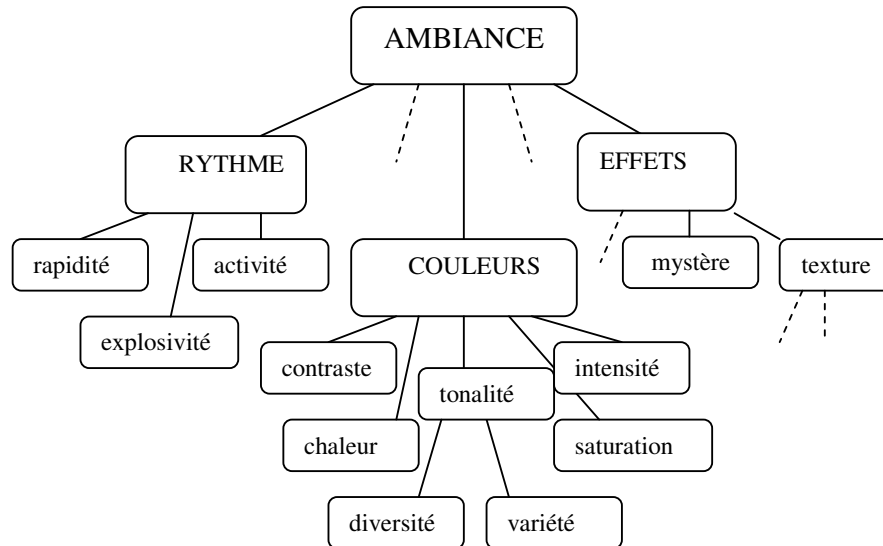 AMBIANCE
RYTHME
EFFETS
rapidité
activité
mystère
texture
COULEURS
explosivité
contraste
intensité
tonalité
chaleur
saturation
diversité
variété